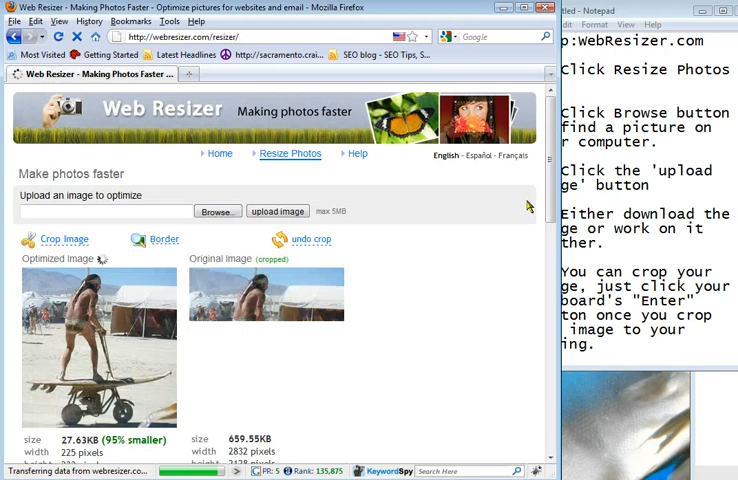 Web Resizer - Making Photos Faster - Optimize pictures for websites and email - Mozilla Firefox
File Edit View History Bookmarks Tools Help
http://webresizer.com/resizer/
Google
Most Visited Getting Started Latest Headlines http://sacramento.crai... SEO blog - SEO Tips, S...
Web Resizer - Making Photos Faster ...
Web Resizer Making photos faster
Home Resize Photos Help English - Español - Français
Make photos faster
Upload an image to optimize
Browse... upload image max 5MB
Crop Image Border undo crop
Optimized image Original image (cropped)
size 27.63KB (95% smaller) size 659.55KB
width 225 pixels width 2832 pixels
Transferring data from webresizer.co... PR: 5 Rank: 135,875 KeywordSpy Search Here
tled - Notepad
dit Format View Help
p:WebResizer.com
Click Resize Photos
Click Browse button
find a picture on
r computer.
Click the 'upload
ge' button
Either download the
ge or work on it
ther.
You can crop your
ge, just click your
board's "Enter"
ton once you crop
image to your
ing.